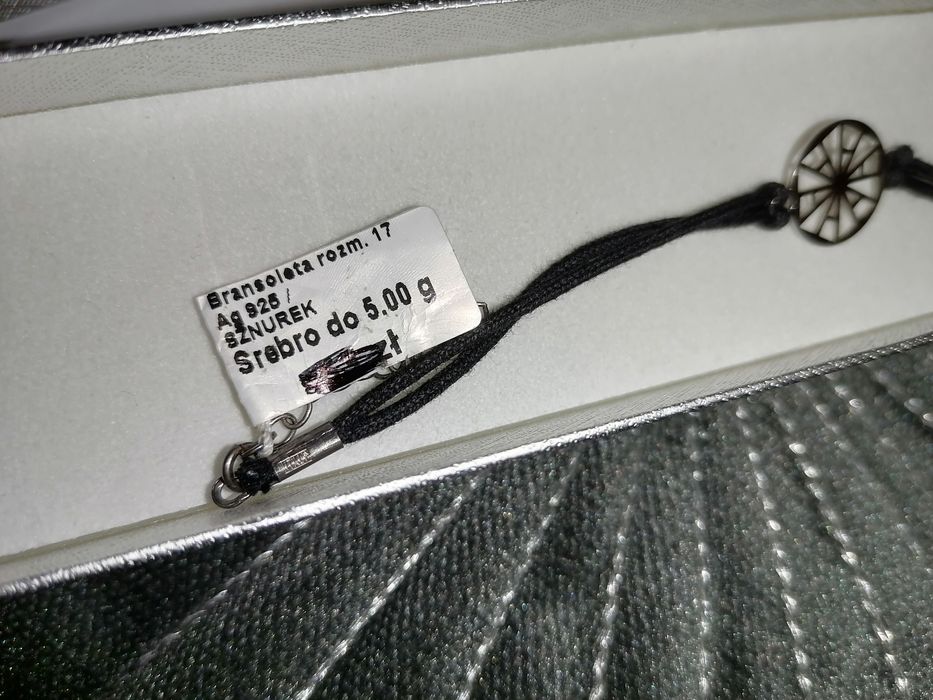 Bransoleta rozm. 17
Ag 925 /
SZNUREK
Srebro do 5.00 g
zł